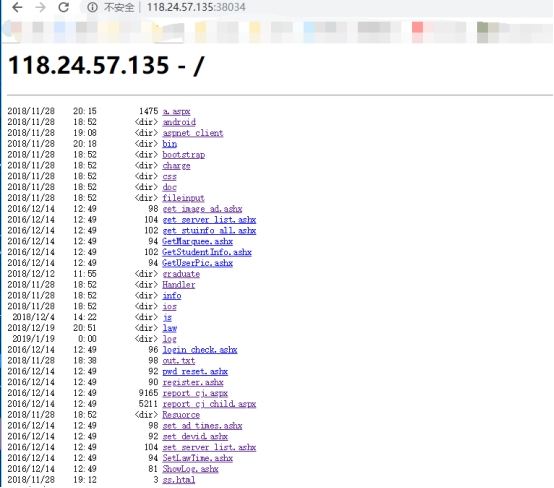 不安全 | 118.24.57.135:38034
118.24.57.135 - /
2018/11/28 20:15 1475 a.aspx
2018/11/28 18:52 <dir> android
2018/11/28 19:08 <dir> aspnet_client
2018/11/28 20:18 <dir> bin
2018/11/28 18:52 <dir> bootstrap
2018/11/28 18:52 <dir> charge
2018/11/28 18:52 <dir> css
2018/11/28 18:52 <dir> doc
2018/11/28 18:52 <dir> fileinput
2016/12/14 12:49 98 get_image_ad.ashx
2016/12/14 12:49 104 get_server_list.ashx
2016/12/14 12:49 102 get_stuinfo_all.ashx
2016/12/14 12:49 94 GetMarquee.ashx
2016/12/14 12:49 102 GetStudentInfo.ashx
2016/12/14 12:49 94 GetUserPic.ashx
2018/12/12 11:55 <dir> graduate
2018/11/28 18:52 <dir> Handler
2018/11/28 18:52 <dir> info
2018/11/28 18:52 <dir> ios
2018/12/4 14:22 <dir> js
2018/12/19 20:51 <dir> law
2019/1/19 0:00 <dir> log
2016/12/14 12:49 96 login_check.ashx
2018/11/28 18:38 98 out.txt
2016/12/14 12:49 92 pwd_reset.ashx
2016/12/14 12:49 90 register.ashx
2016/12/14 12:49 9165 report_cj.aspx
2016/12/14 12:49 5211 report_cj_child.aspx
2018/11/28 18:52 <dir> Resuorce
2016/12/14 12:49 98 set_ad_times.ashx
2016/12/14 12:49 92 set_devid.ashx
2016/12/14 12:49 104 set_server_list.ashx
2016/12/14 12:49 94 SetLawTime.ashx
2016/12/14 12:49 81 ShowLog.ashx
2018/11/28 19:12 3 ss.html